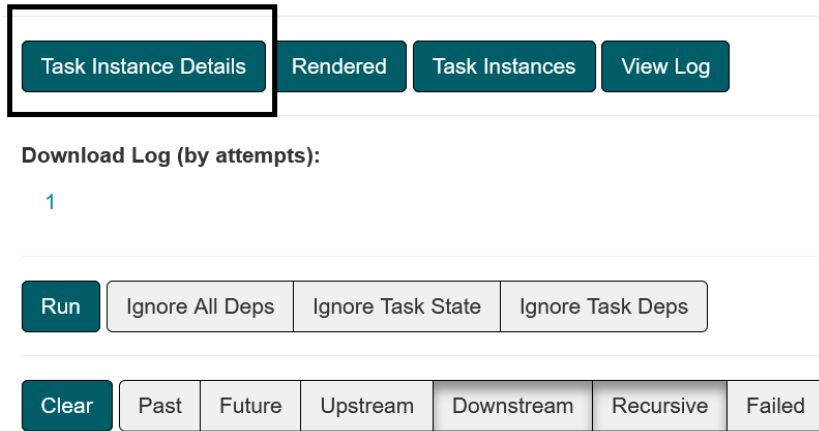 Task Instance Details Rendered Task Instances View Log
Download Log (by attempts):
1
Run Ignore All Deps Ignore Task State Ignore Task Deps
Clear Past Future Upstream Downstream Recursive Failed